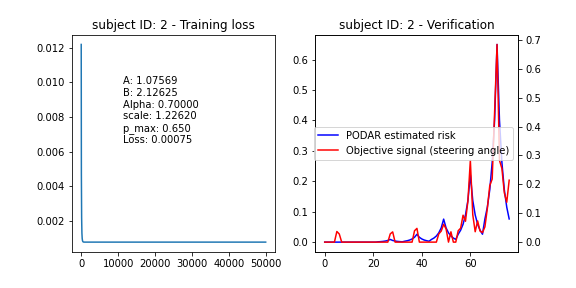 subject ID: 2 - Training loss
0.012
0.010
0.008
0.006
0.004
0.002
A: 1.07569
B: 2.12625
Alpha: 0.70000
scale: 1.22620
p_max: 0.650
Loss: 0.00075
0 10000 20000 30000 40000 50000
subject ID: 2 - Verification
0.6
0.5
0.4
0.3
0.2
0.1
0.0
PODAR estimated risk
Objective signal (steering angle)
0.7
0.6
0.5
0.4
0.3
0.2
0.1
0.0
0 20 40 60 80